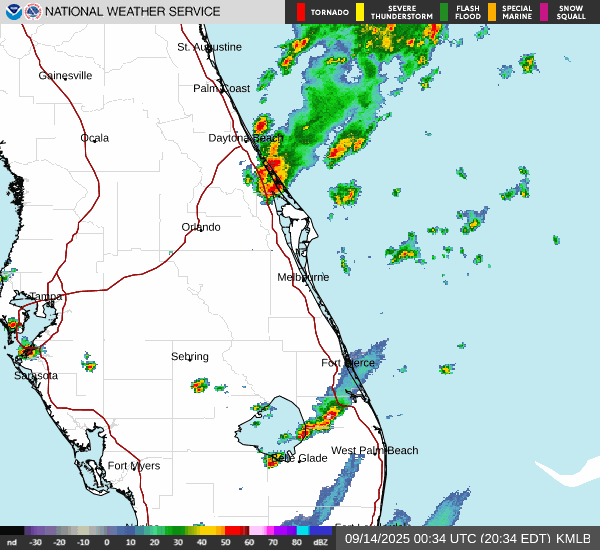 NATIONAL WEATHER SERVICE
TORNADO
SEVERE
THUNDERSTORM
FLASH
FLOOD
SPECIAL
MARINE
SNOW
SQUALL
St. Augustine
Gainesville
Palm Coast
Ocala
Daytona Beach
Orlando
Melbourne
Tampa
Sebring
Fort Pierce
Sarasota
West Palm Beach
Belle Glade
Fort Myers
nd -30 -20 -10 0 10 20 30 40 50 60 70 80 dBZ
09/14/2025 00:34 UTC (20:34 EDT) KMLB